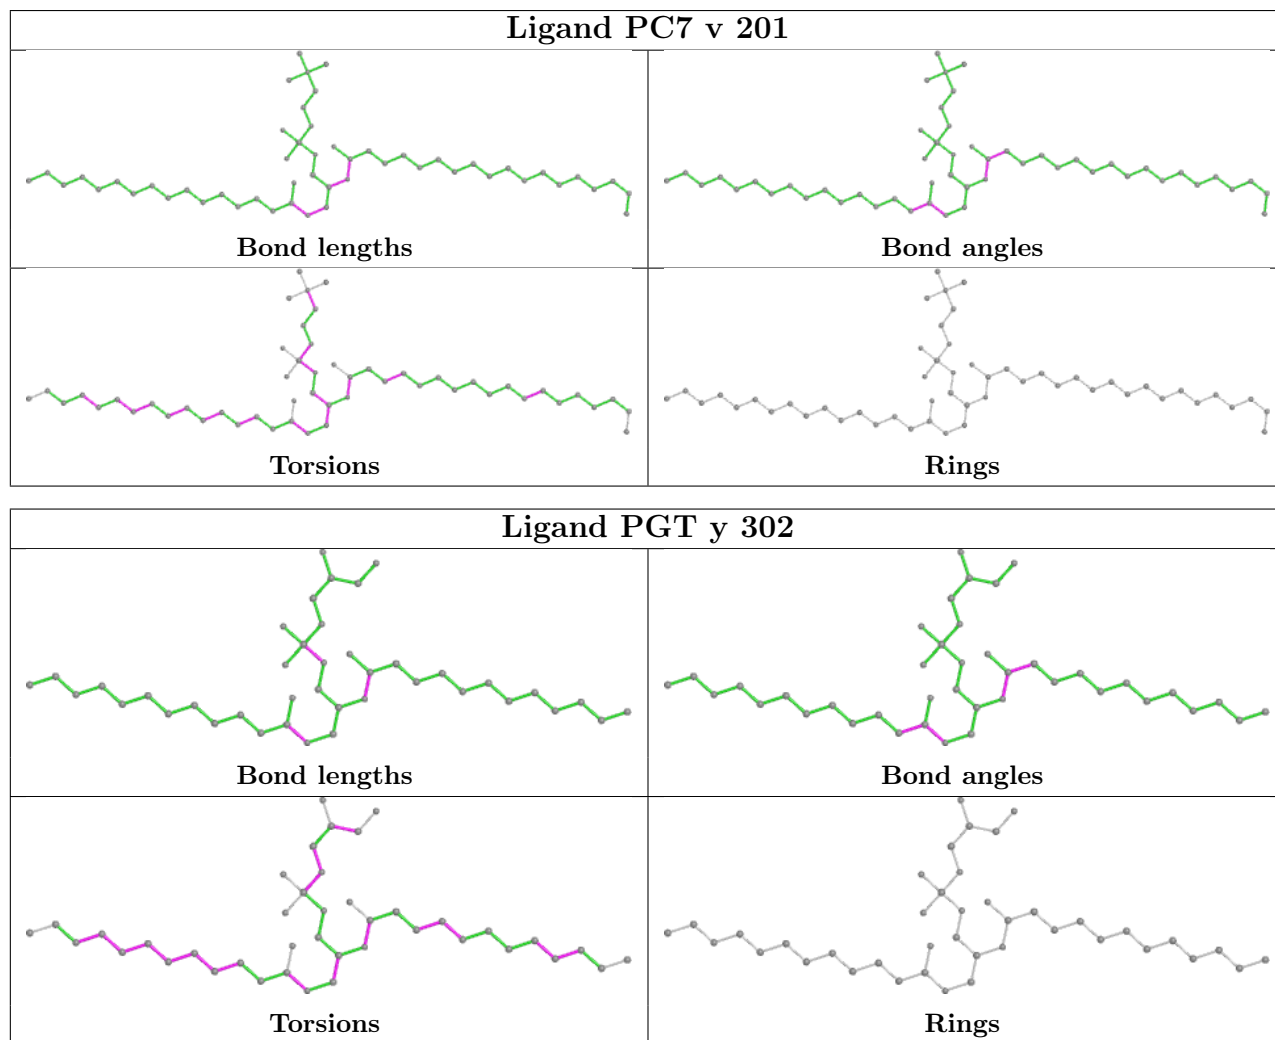 Ligand PC7 v 201
Bond lengths
Bond angles
Torsions
Rings
Ligand PGT y 302
Bond lengths
Bond angles
Torsions
Rings